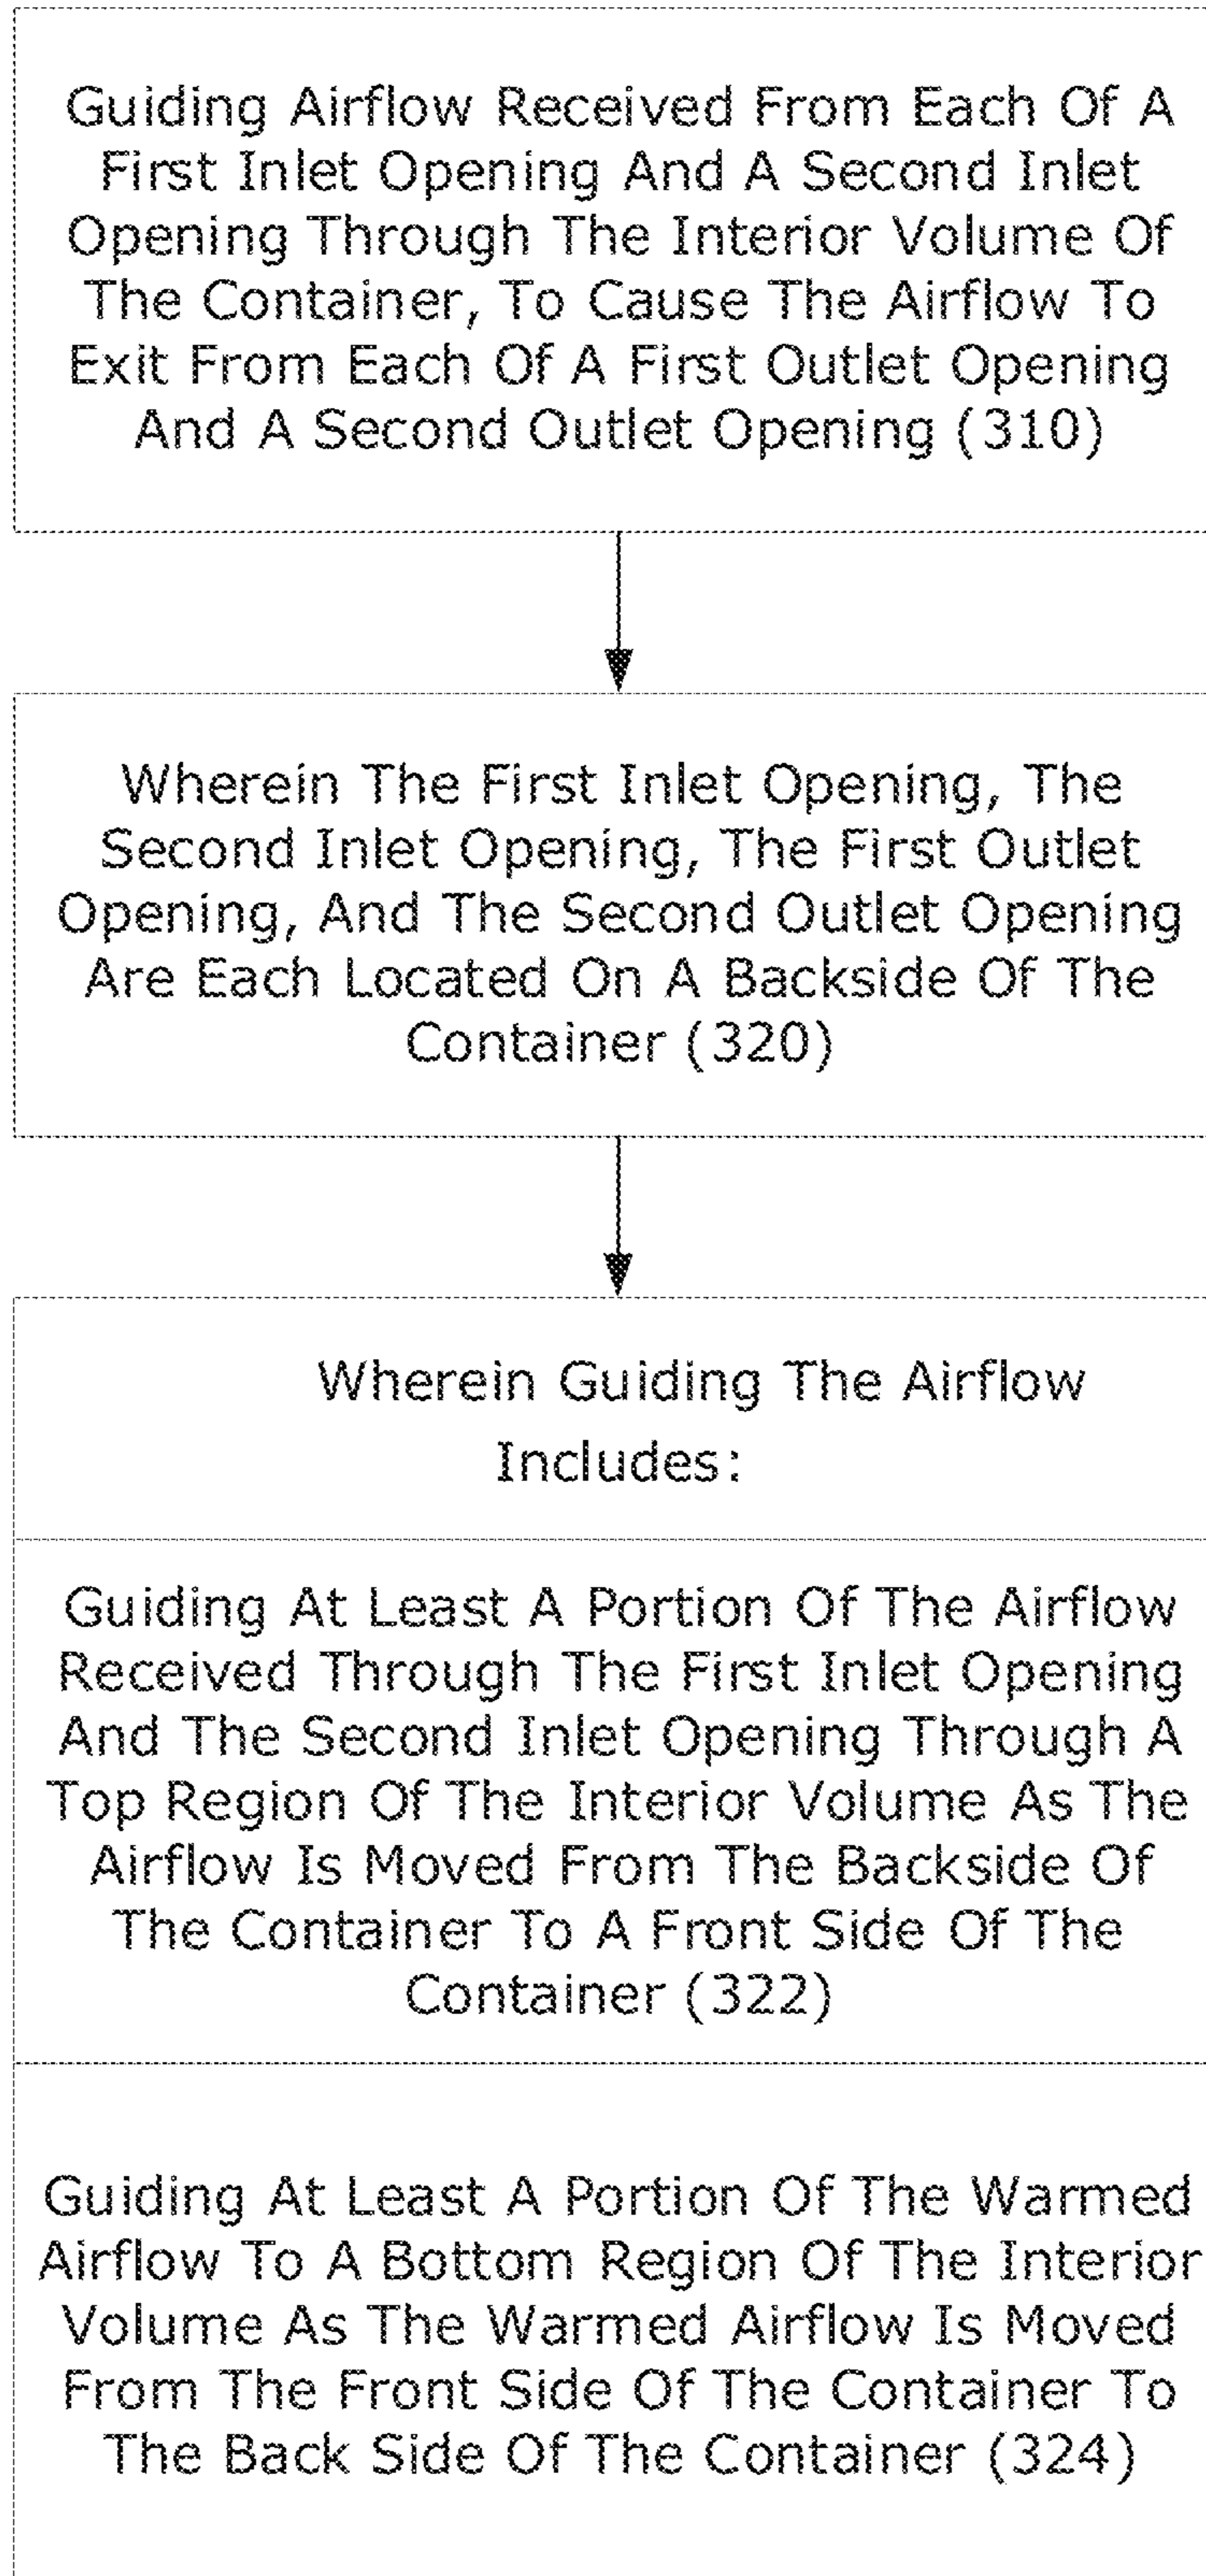 Guiding Airflow Received From Each Of A
First Inlet Opening And A Second Inlet
Opening Through The Interior Volume Of
The Container, To Cause The Airflow To
Exit From Each Of A First Outlet Opening
And A Second Outlet Opening (310)
Wherein The First Inlet Opening, The
Second Inlet Opening, The First Outlet
Opening, And The Second Outlet Opening
Are Each Located On A Backside Of The
Container (320)
Wherein Guiding The Airflow
Includes:
Guiding At Least A Portion Of The Airflow
Received Through The First Inlet Opening
And The Second Inlet Opening Through A
Top Region Of The Interior Volume As The
Airflow Is Moved From The Backside Of
The Container To A Front Side Of The
Container (322)
Guiding At Least A Portion Of The Warmed
Airflow To A Bottom Region Of The Interior
Volume As The Warmed Airflow Is Moved
From The Front Side Of The Container To
The Back Side Of The Container (324)